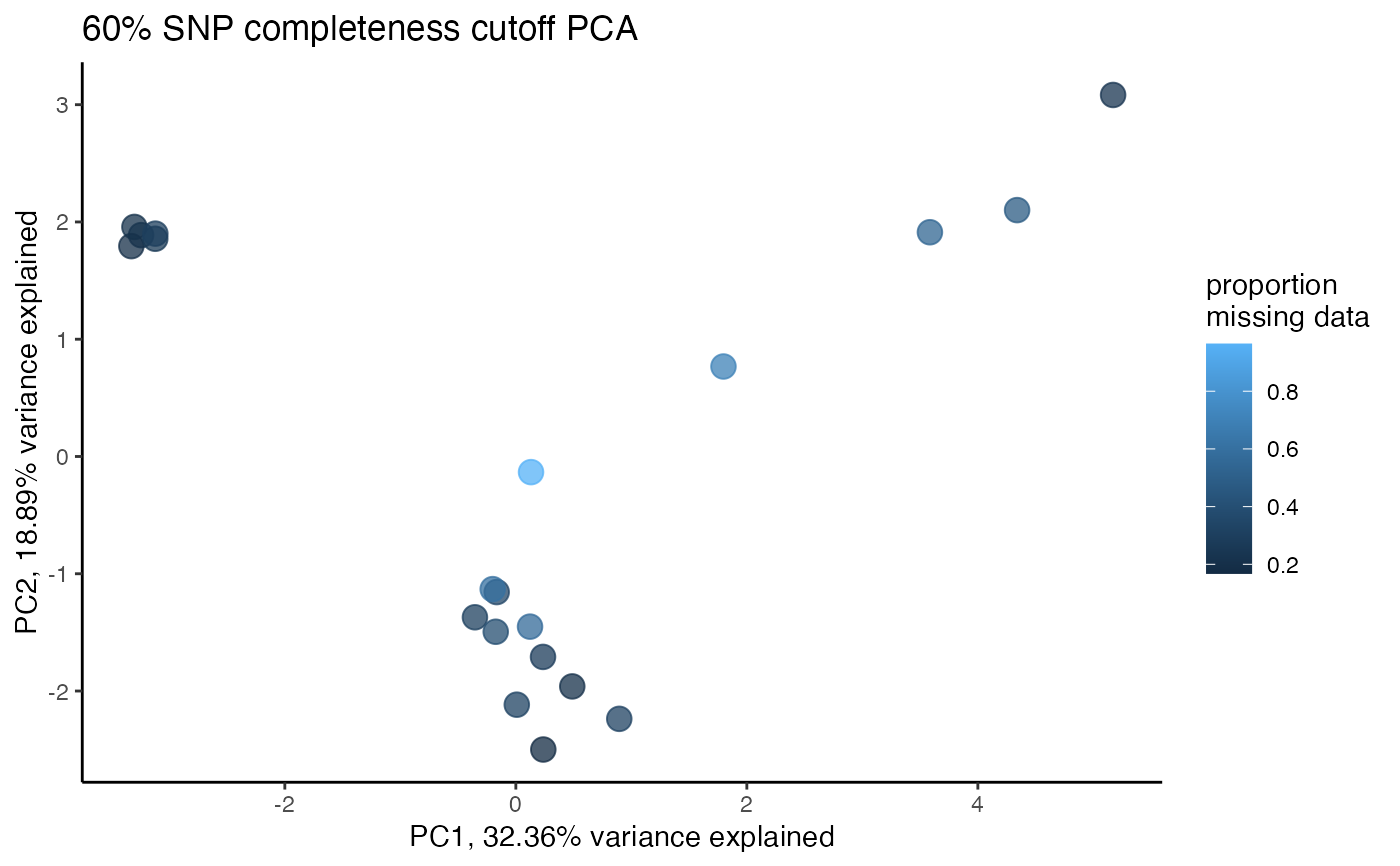 60% SNP completeness cutoff PCA
PC2, 18.89% variance explained
3
2
1
0
-1
-2
-2
0
2
4
PC1, 32.36% variance explained
proportion
missing data
0.8
0.6
0.4
0.2